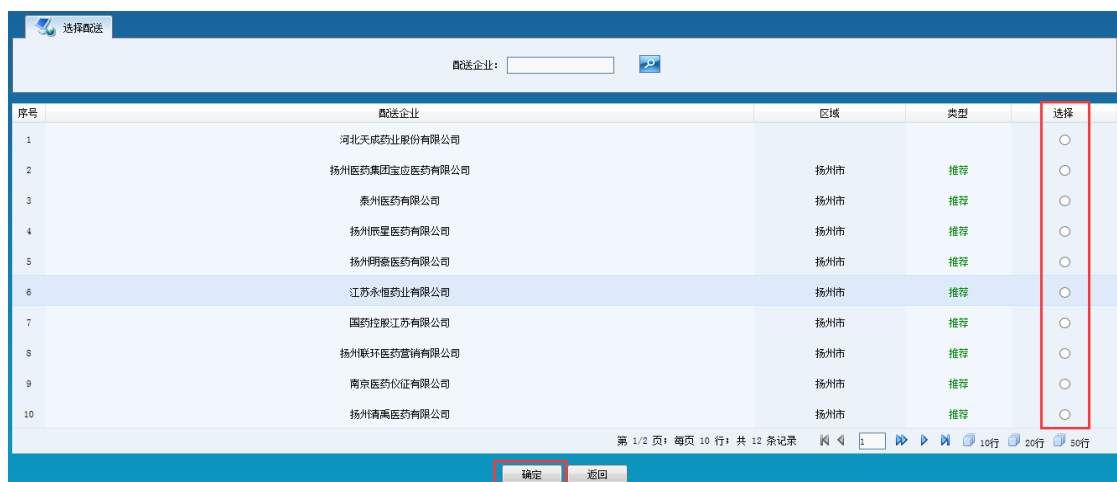 选择配送
配送企业：
序号 配送企业 区域 类型 选择
1 河北天成药业股份有限公司
2 扬州医药集团宝应医药有限公司 扬州市 推荐
3 泰州医药有限公司 扬州市 推荐
4 扬州辰星医药有限公司 扬州市 推荐
5 扬州明豪医药有限公司 扬州市 推荐
6 江苏永恒药业有限公司 扬州市 推荐
7 国药控股江苏有限公司 扬州市 推荐
8 扬州联环医药营销有限公司 扬州市 推荐
9 南京医药仪征有限公司 扬州市 推荐
10 扬州清禹医药有限公司 扬州市 推荐
第 1/2 页；每页 10 行；共 12 条记录 1 10行 20行 50行
确定 返回